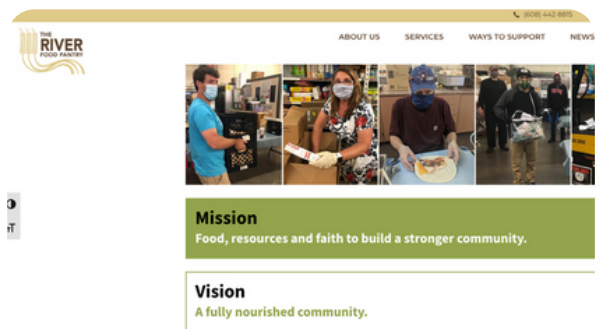 (608) 442-8815
THE
RIVER
FOOD PANTRY
ABOUT US
SERVICES
WAYS TO SUPPORT
NEWS
Mission
Food, resources and faith to build a stronger community.
Vision
A fully nourished community.